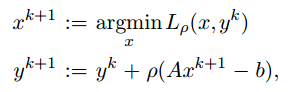 x^{k+1} := argmin_x L_ρ(x, y^k)
y^{k+1} := y^k + ρ(Ax^{k+1} − b),